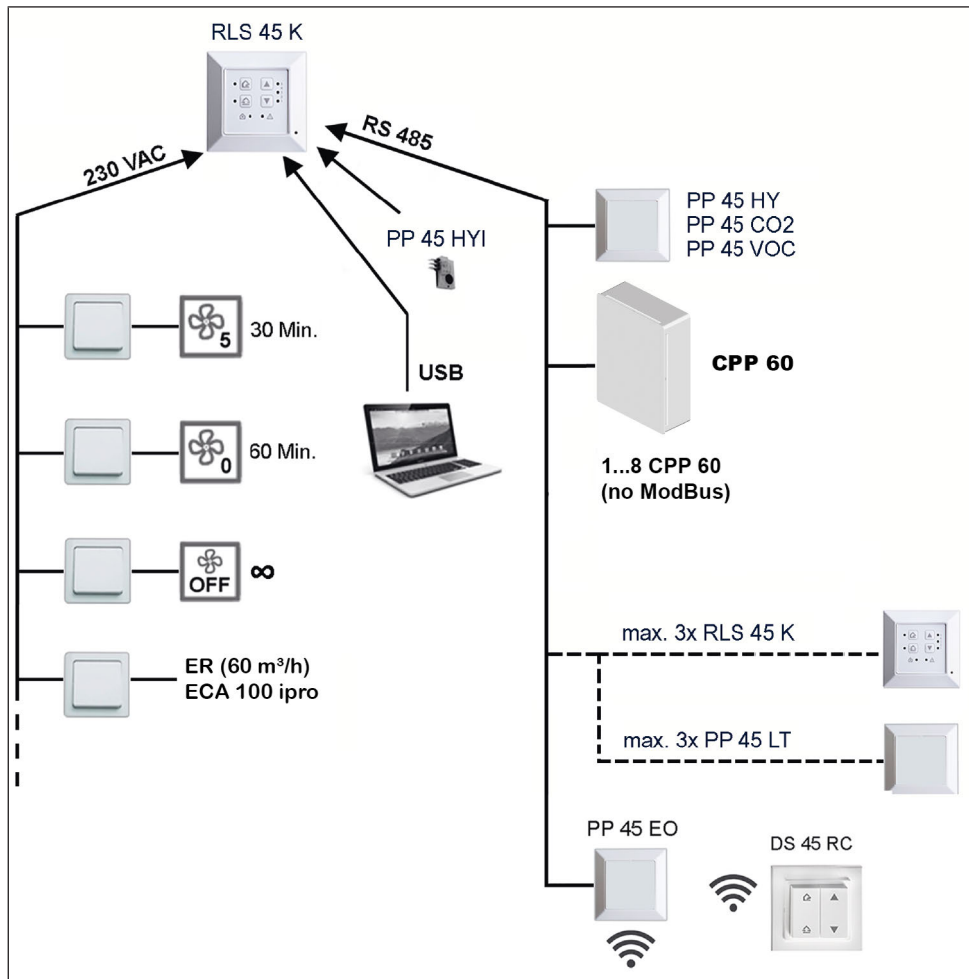 RLS 45 K
230 VAC
RS 485
PP 45 HYI
PP 45 HY
PP 45 CO2
PP 45 VOC
5
30 Min.
USB
CPP 60
0
60 Min.
1...8 CPP 60
(no ModBus)
OFF
∞
max. 3x RLS 45 K
ER (60 m³/h)
ECA 100 ipro
max. 3x PP 45 LT
PP 45 EO
DS 45 RC